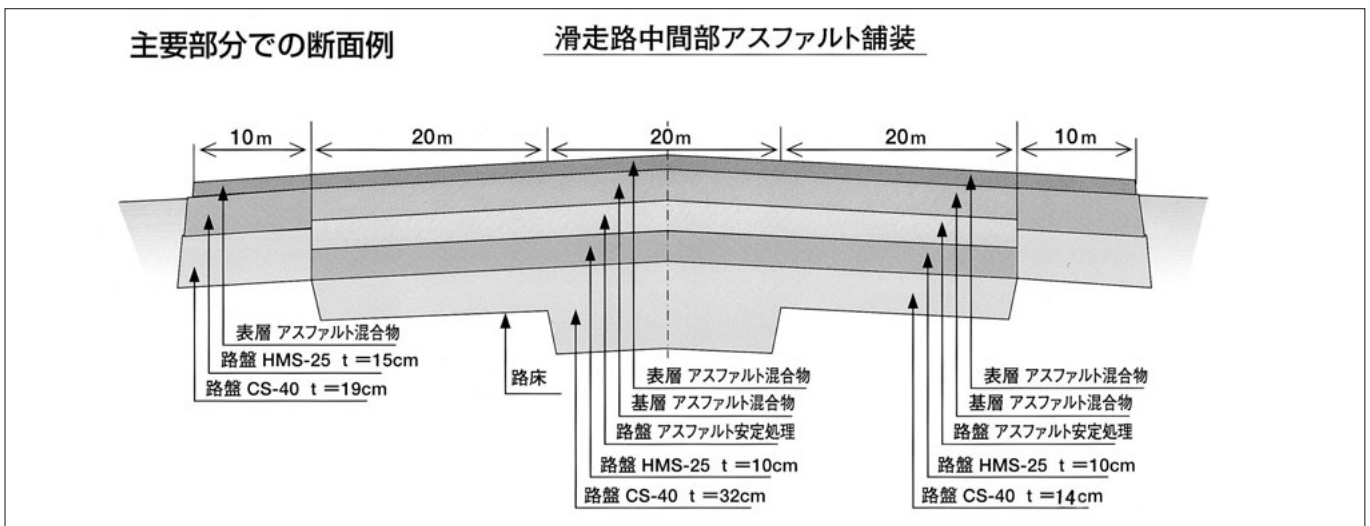 主要部分での断面例
滑走路中間部アスファルト舗装
10m
20m
20m
20m
10m
表層 アスファルト混合物
路盤 HMS-25 t=15cm
路盤 CS-40 t=19cm
路床
表層 アスファルト混合物
基層 アスファルト混合物
路盤 アスファルト安定処理
路盤 HMS-25 t=10cm
路盤 CS-40 t=32cm
表層 アスファルト混合物
基層 アスファルト混合物
路盤 アスファルト安定処理
路盤 HMS-25 t=10cm
路盤 CS-40 t=14cm